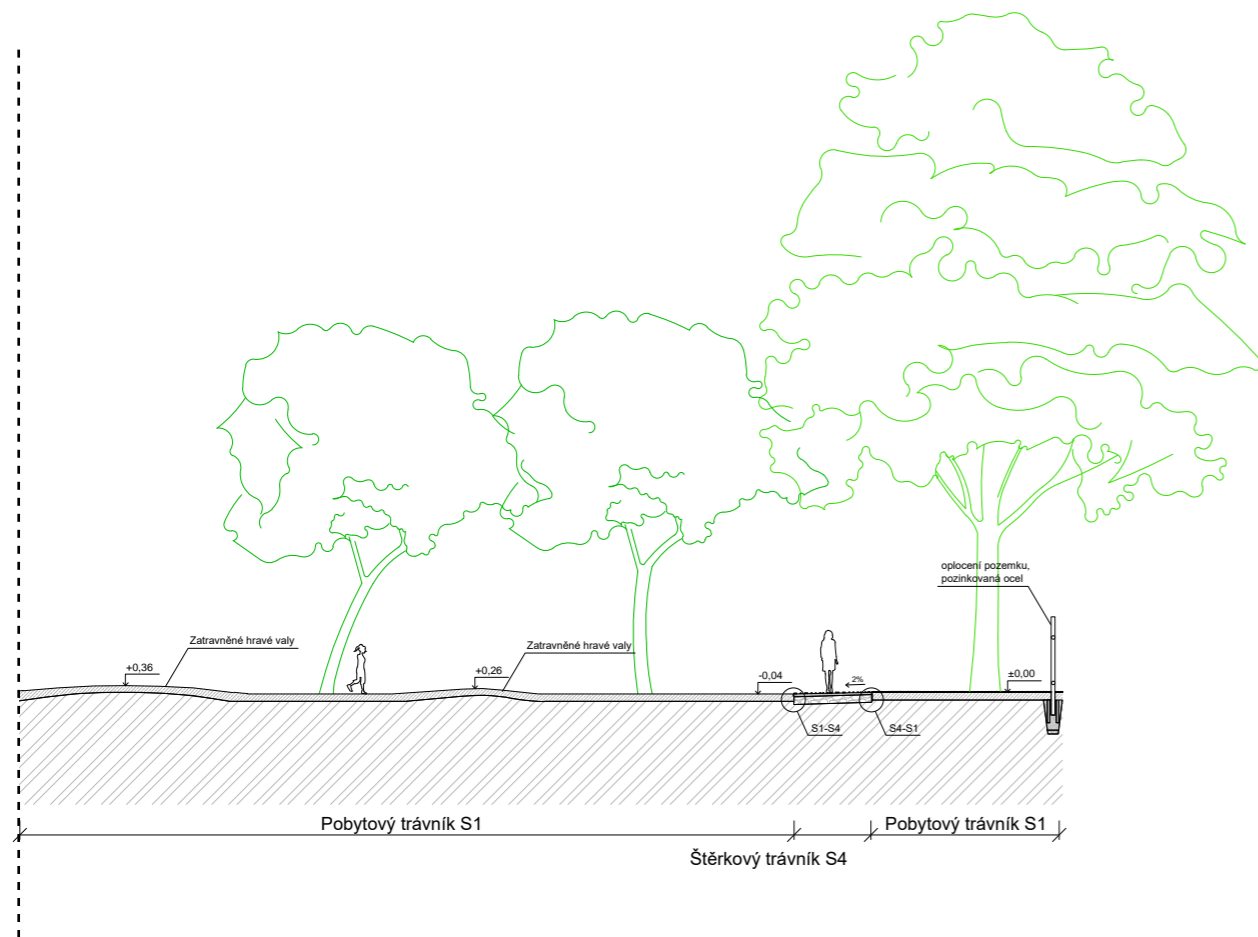 oplocení pozemku,
pozinkovaná ocel
Zatravněné hravé valy
Zatravněné hravé valy
+0,36
+0,26
-0,04
2%
±0,00
S1-S4
S4-S1
Pobytový trávník S1
Pobytový trávník S1
Štěrkový trávník S4